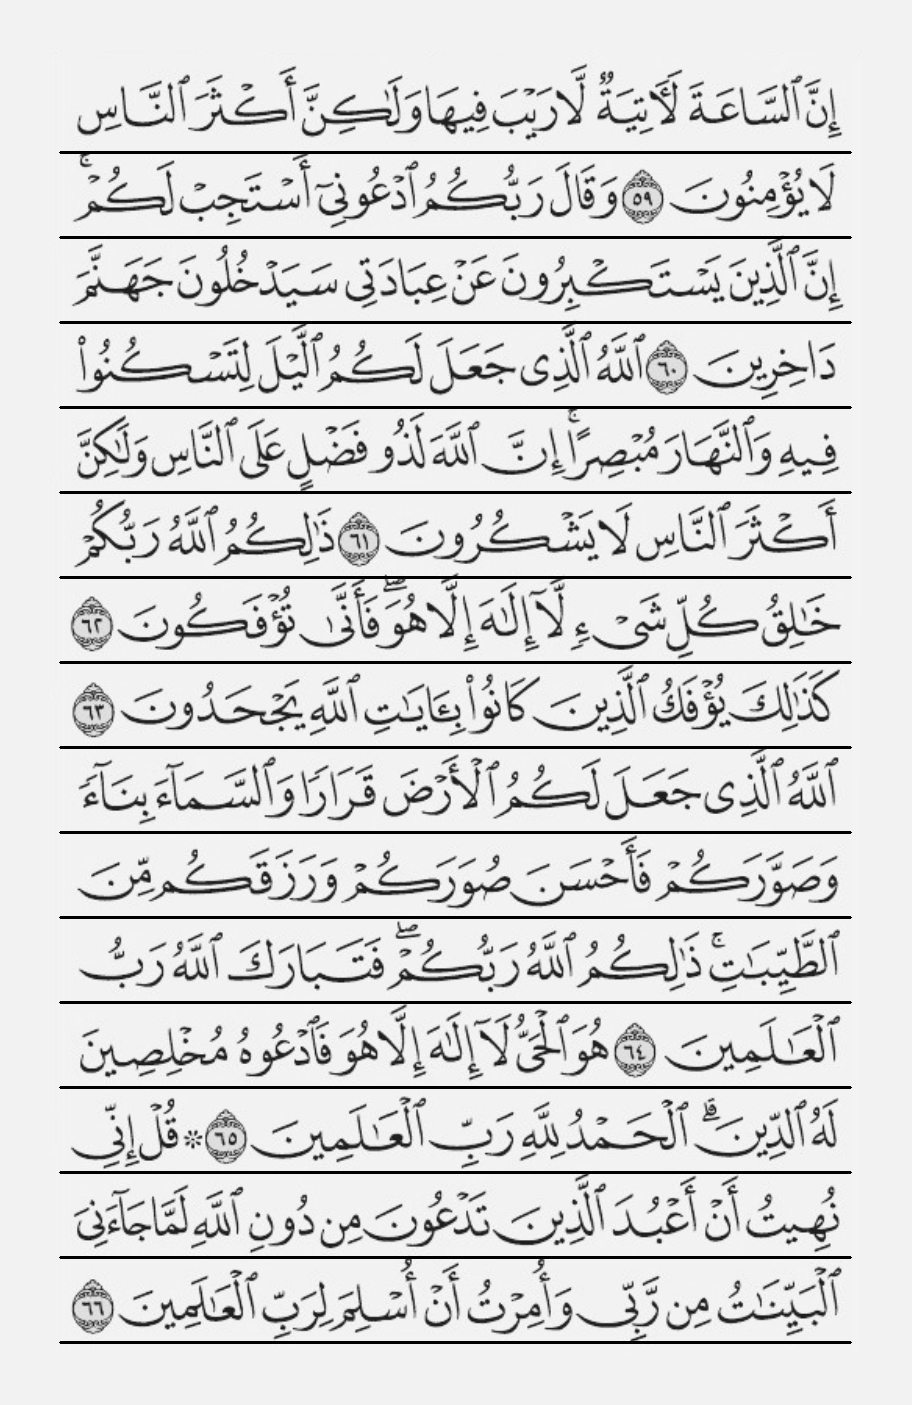 إِنَّ ٱلسَّاعَةَ لَـَٔاتِيَةٌ لَّا رَيْبَ فِيهَا وَلَـٰكِنَّ أَكْثَرَ ٱلنَّاسِ
لَا يُؤْمِنُونَ ٥٩ وَقَالَ رَبُّكُمُ ٱدْعُونِىٓ أَسْتَجِبْ لَكُمْ ۚ
إِنَّ ٱلَّذِينَ يَسْتَكْبِرُونَ عَنْ عِبَادَتِى سَيَدْخُلُونَ جَهَنَّمَ
دَاخِرِينَ ٦٠ ٱللَّهُ ٱلَّذِى جَعَلَ لَكُمُ ٱلَّيْلَ لِتَسْكُنُوا۟
فِيهِ وَٱلنَّهَارَ مُبْصِرًا ۚ إِنَّ ٱللَّهَ لَذُو فَضْلٍ عَلَى ٱلنَّاسِ وَلَـٰكِنَّ
أَكْثَرَ ٱلنَّاسِ لَا يَشْكُرُونَ ٦١ ذَٰلِكُمُ ٱللَّهُ رَبُّكُمْ
خَـٰلِقُ كُلِّ شَىْءٍ لَّآ إِلَـٰهَ إِلَّا هُوَ ۖ فَأَنَّىٰ تُؤْفَكُونَ ٦٢
كَذَٰلِكَ يُؤْفَكُ ٱلَّذِينَ كَانُوا۟ بِـَٔايَـٰتِ ٱللَّهِ يَجْحَدُونَ ٦٣
ٱللَّهُ ٱلَّذِى جَعَلَ لَكُمُ ٱلْأَرْضَ قَرَارًا وَٱلسَّمَآءَ بِنَآءً
وَصَوَّرَكُمْ فَأَحْسَنَ صُوَرَكُمْ وَرَزَقَكُم مِّنَ
ٱلطَّيِّبَـٰتِ ۚ ذَٰلِكُمُ ٱللَّهُ رَبُّكُمْ ۖ فَتَبَارَكَ ٱللَّهُ رَبُّ
ٱلْعَـٰلَمِينَ ٦٤ هُوَ ٱلْحَىُّ لَآ إِلَـٰهَ إِلَّا هُوَ فَٱدْعُوهُ مُخْلِصِينَ
لَهُ ٱلدِّينَ ۗ ٱلْحَمْدُ لِلَّهِ رَبِّ ٱلْعَـٰلَمِينَ ٦٥ * قُلْ إِنِّى
نُهِيتُ أَنْ أَعْبُدَ ٱلَّذِينَ تَدْعُونَ مِن دُونِ ٱللَّهِ لَمَّا جَآءَنِىَ
ٱلْبَيِّنَـٰتُ مِن رَّبِّى وَأُمِرْتُ أَنْ أُسْلِمَ لِرَبِّ ٱلْعَـٰلَمِينَ ٦٦